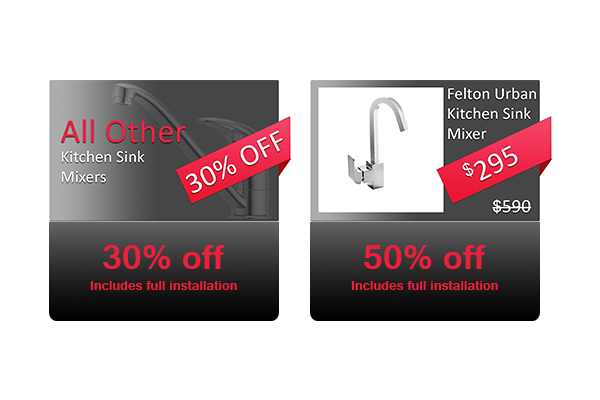 All Other
Kitchen Sink
Mixers
30% OFF
30% off
Includes full installation
Felton Urban
Kitchen Sink
Mixer
$295
$590
50% off
Includes full installation